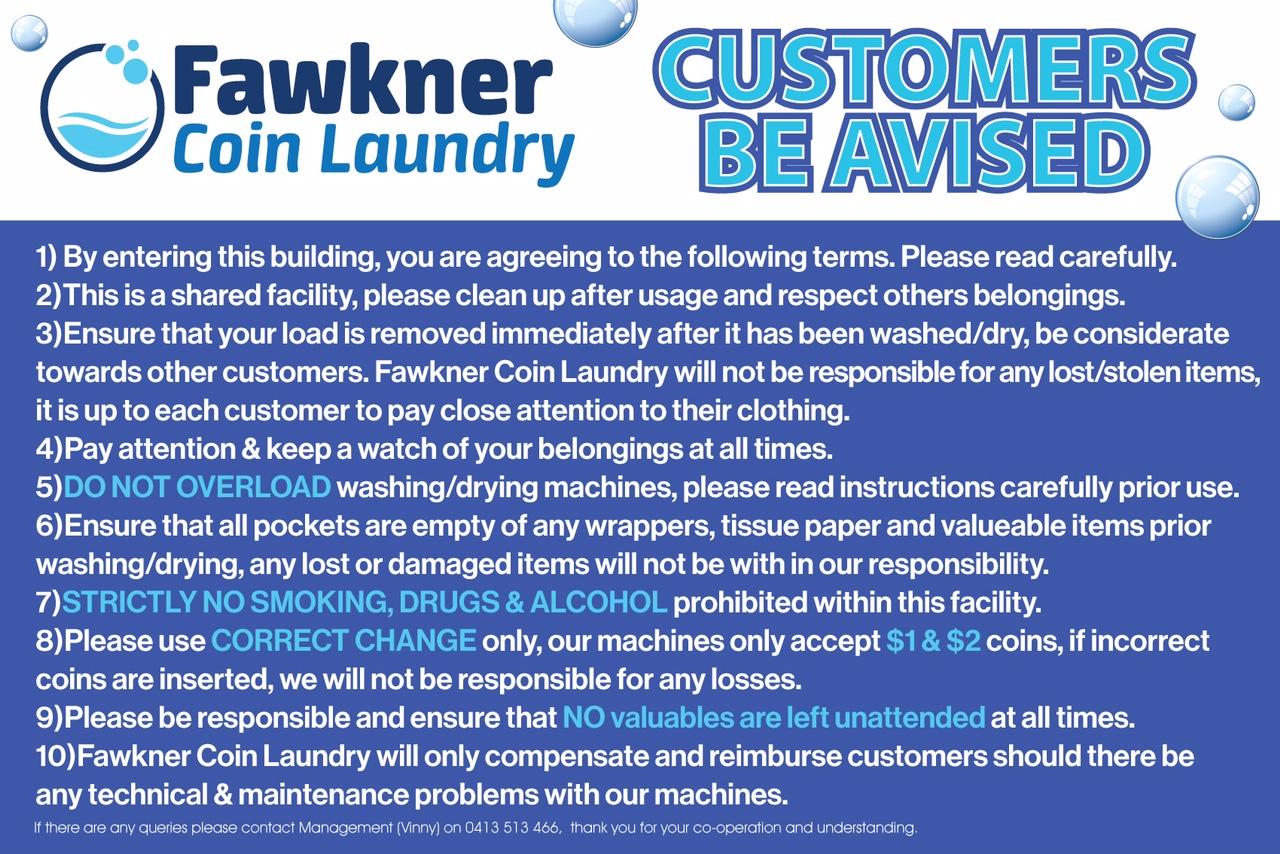 Fawkner
Coin Laundry
CUSTOMERS
BE AVISED
1) By entering this building, you are agreeing to the following terms. Please read carefully.
2)This is a shared facility, please clean up after usage and respect others belongings.
3)Ensure that your load is removed immediately after it has been washed/dry, be considerate
towards other customers. Fawkner Coin Laundry will not be responsible for any lost/stolen items,
it is up to each customer to pay close attention to their clothing.
4)Pay attention & keep a watch of your belongings at all times.
5)DO NOT OVERLOAD washing/drying machines, please read instructions carefully prior use.
6)Ensure that all pockets are empty of any wrappers, tissue paper and valueable items prior
washing/drying, any lost or damaged items will not be with in our responsibility.
7)STRICTLY NO SMOKING, DRUGS & ALCOHOL prohibited within this facility.
8)Please use CORRECT CHANGE only, our machines only accept $1 & $2 coins, if incorrect
coins are inserted, we will not be responsible for any losses.
9)Please be responsible and ensure that NO valuables are left unattended at all times.
10)Fawkner Coin Laundry will only compensate and reimburse customers should there be
any technical & maintenance problems with our machines.
If there are any queries please contact Management (Vinny) on 0413 513 466, thank you for your co-operation and understanding.